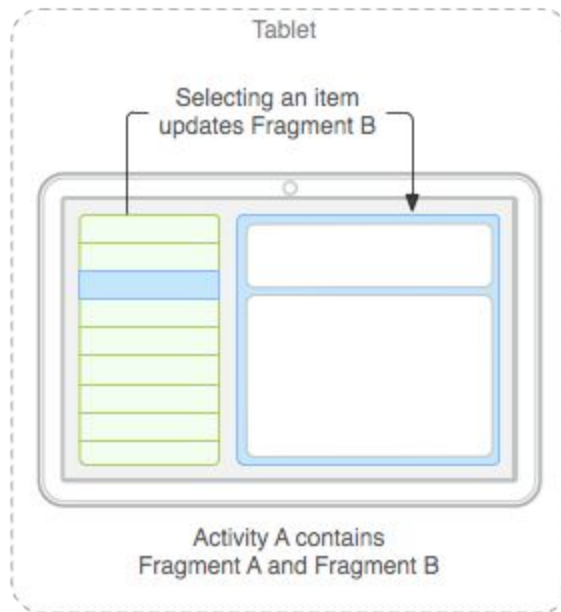 Tablet
Selecting an item
updates Fragment B
Activity A contains
Fragment A and Fragment B